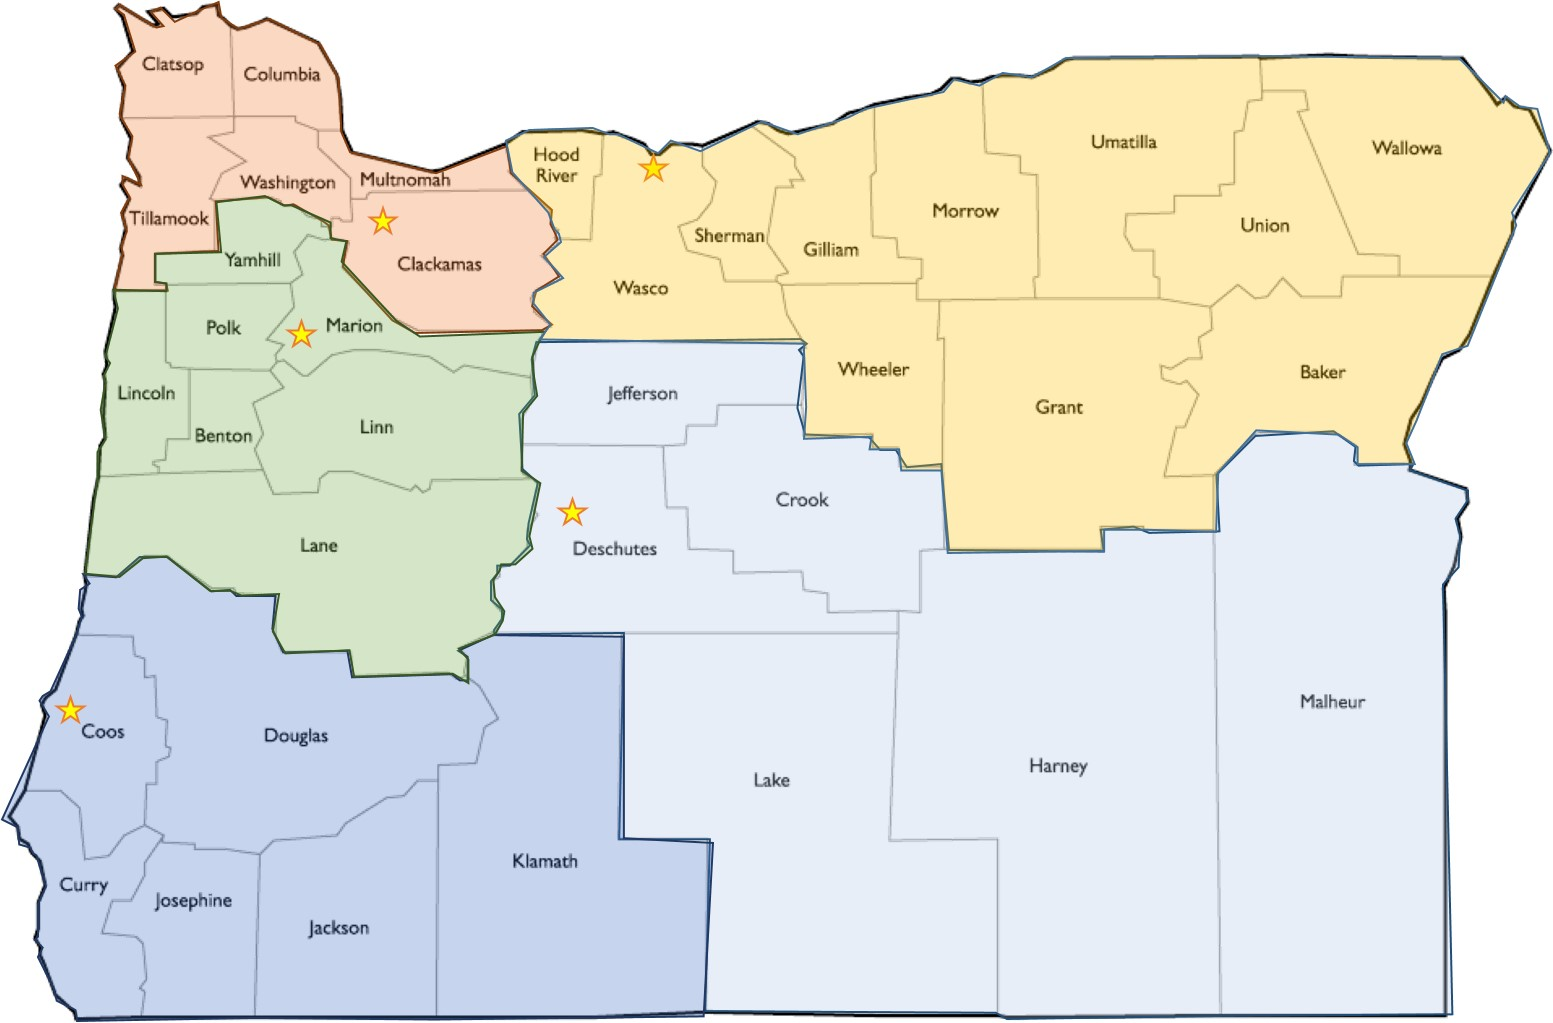 Clatsop
Columbia
Tillamook
Washington
Multnomah
Clackamas
Hood
River
Wasco
Sherman
Gilliam
Morrow
Umatilla
Union
Wallowa
Yamhill
Polk
Marion
Lincoln
Benton
Linn
Lane
Jefferson
Wheeler
Grant
Baker
Deschutes
Crook
Coos
Douglas
Curry
Josephine
Jackson
Klamath
Lake
Harney
Malheur